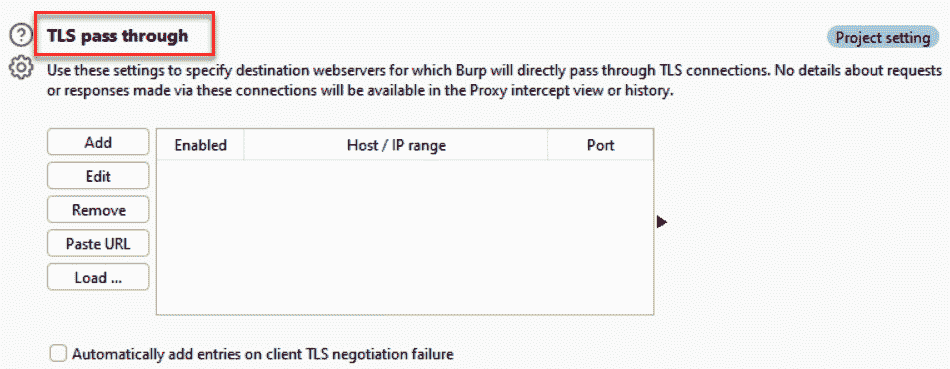 ? TLS pass through
Project setting
Use these settings to specify destination webservers for which Burp will directly pass through TLS connections. No details about requests
or responses made via these connections will be available in the Proxy intercept view or history.
Add
Edit
Remove
Paste URL
Load ...
Enabled Host / IP range Port
Automatically add entries on client TLS negotiation failure